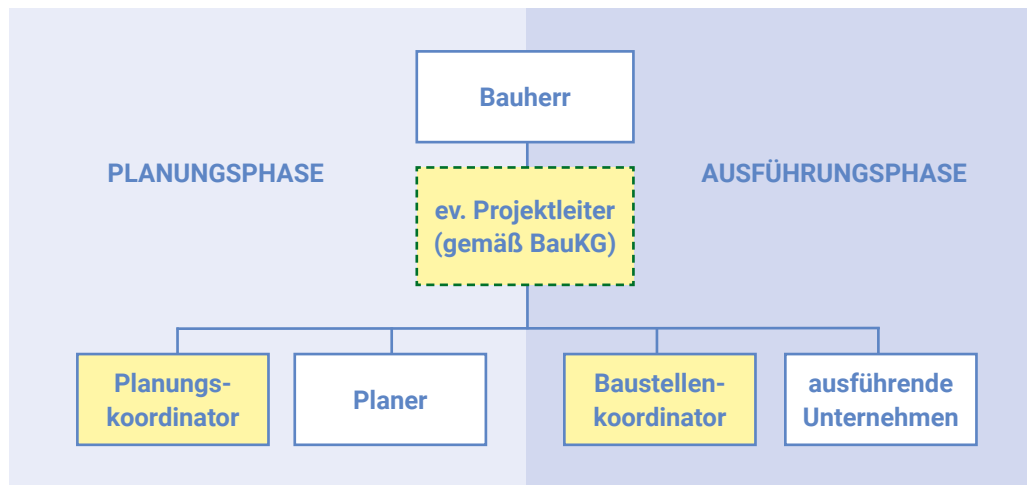 Bauherr
PLANUNGSPHASE
AUSFÜHRUNGSPHASE
ev. Projektleiter
(gemäß BauKG)
Planungs-
koordinator
Planer
Baustellen-
koordinator
ausführende
Unternehmen